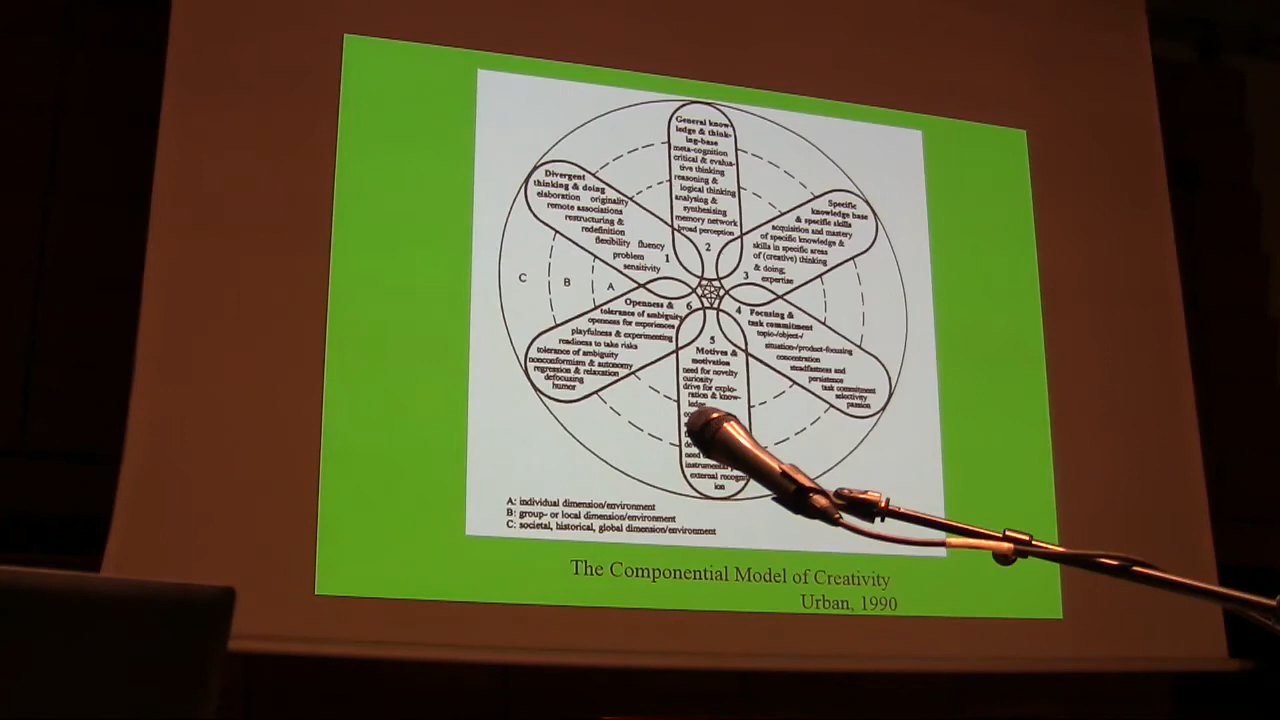 General know-
ledge & think-
ing-base
meta-cognition
critical & evalua-
tive thinking
reasoning &
logical thinking
analysing &
synthesising
memory network
broad perception
2
Divergent
thinking & doing
elaboration originality
remote associations
restructuring &
redefinition
flexibility fluency
problem
sensitivity
1
Specific
knowledge base
& specific skills
acquisition and mastery
of specific knowledge &
skills in specific areas
of (creative) thinking
& doing;
expertise
3
C
B
A
Openness &
tolerance of ambiguity
openness for experiences
playfulness & experimenting
readiness to take risks
tolerance of ambiguity
nonconformism & autonomy
regression & relaxation
defocusing
humor
6
4
Focusing &
task commitment
topic-/object-/
situation-/product-focusing
concentration
steadfastness and
persistence
task commitment
selectivity
passion
5
Motives &
motivation
need for novelty
curiosity
drive for explo-
ration & know-
ledge
need
external recogni
ion
A: individual dimension/environment
B: group- or local dimension/environment
C: societal, historical, global dimension/environment
The Componential Model of Creativity
Urban, 1990